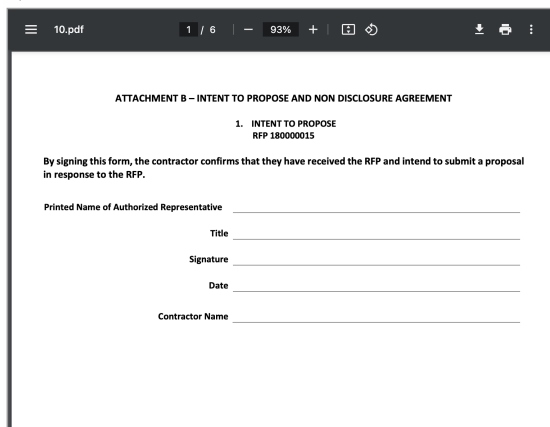 10.pdf 1 / 6 93%
ATTACHMENT B – INTENT TO PROPOSE AND NON DISCLOSURE AGREEMENT
1. INTENT TO PROPOSE
RFP 180000015
By signing this form, the contractor confirms that they have received the RFP and intend to submit a proposal
in response to the RFP.
Printed Name of Authorized Representative
Title
Signature
Date
Contractor Name